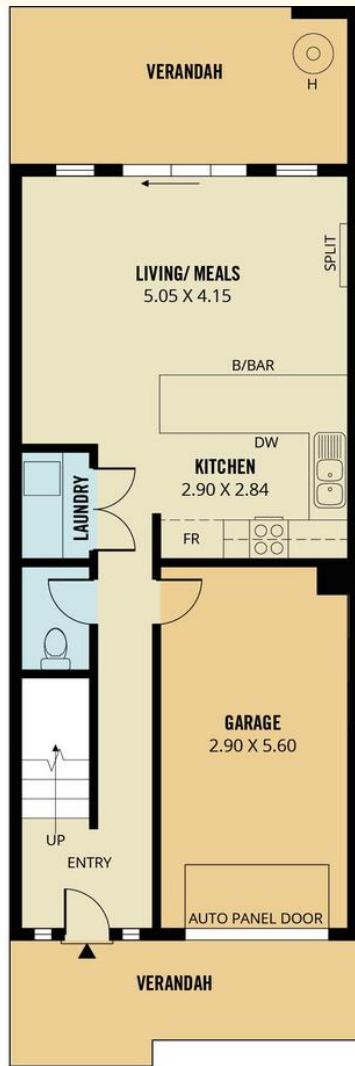 VERANDAH
H
LIVING/ MEALS
5.05 X 4.15
SPLIT
B/BAR
DW
KITCHEN
2.90 X 2.84
FR
LAUNDRY
GARAGE
2.90 X 5.60
UP
ENTRY
AUTO PANEL DOOR
VERANDAH